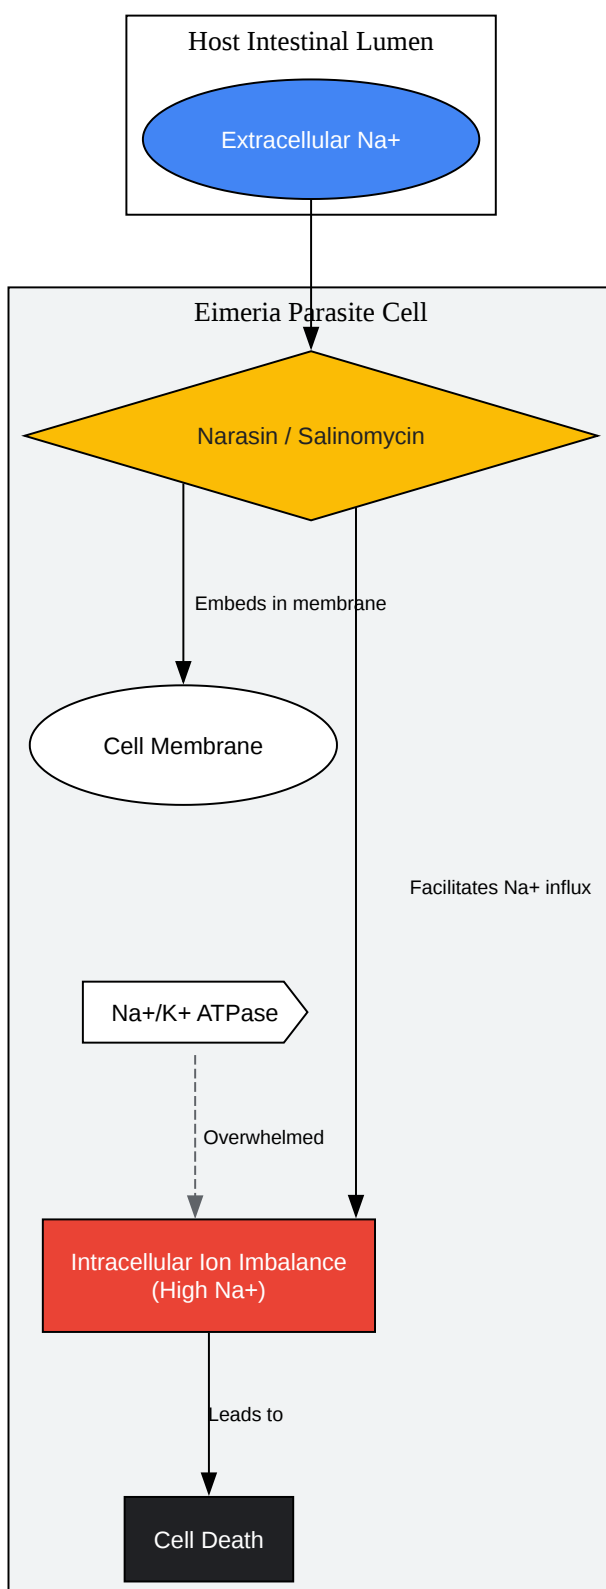 Host Intestinal Lumen
Extracellular Na+
Eimeria Parasite Cell
Narasin / Salinomycin
Embeds in membrane
Cell Membrane
Facilitates Na+ influx
Na+/K+ ATPase
Overwhelmed
Intracellular Ion Imbalance
(High Na+)
Leads to
Cell Death